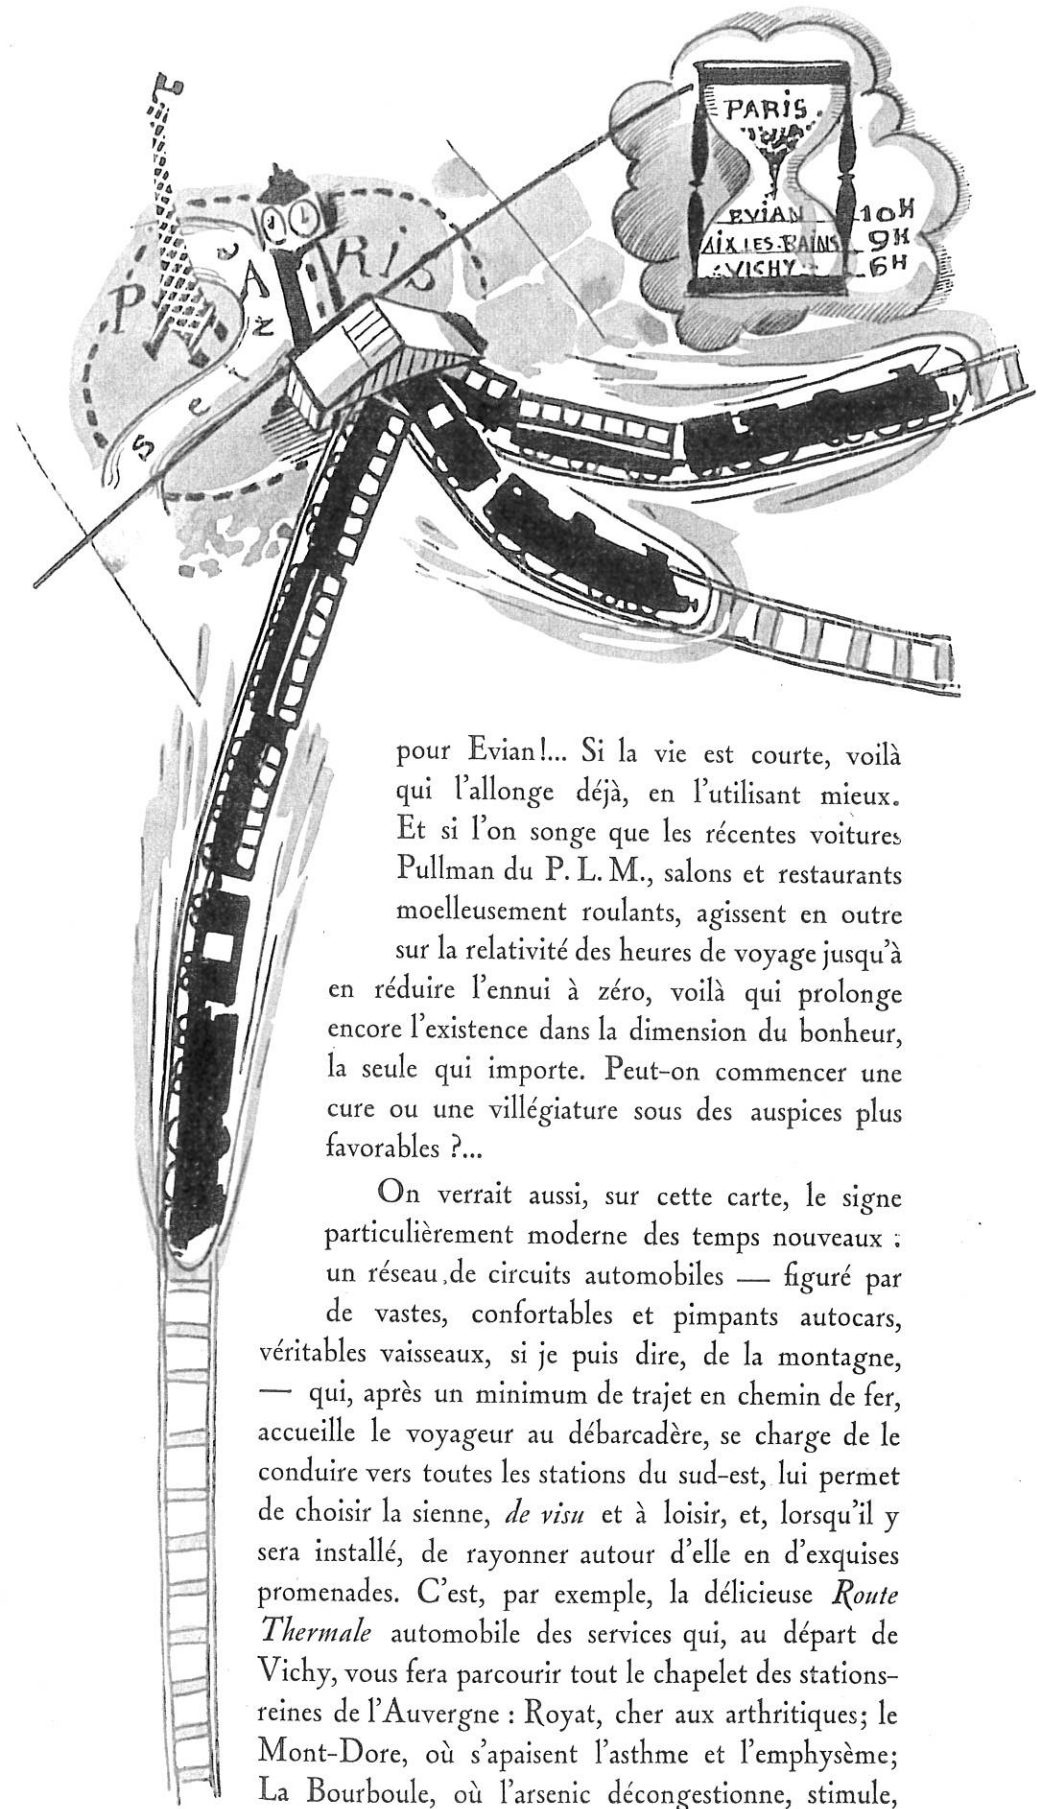 PARIS
EVIAN 10H
AIX.LES.BAINS 9H
VICHY 6H
PARIS
SeINE
pour Evian!... Si la vie est courte, voilà
qui l'allonge déjà, en l'utilisant mieux.
Et si l'on songe que les récentes voitures
Pullman du P. L. M., salons et restaurants
moelleusement roulants, agissent en outre
sur la relativité des heures de voyage jusqu'à
en réduire l'ennui à zéro, voilà qui prolonge
encore l'existence dans la dimension du bonheur,
la seule qui importe. Peut-on commencer une
cure ou une villégiature sous des auspices plus
favorables ?...
On verrait aussi, sur cette carte, le signe
particulièrement moderne des temps nouveaux :
un réseau de circuits automobiles — figuré par
de vastes, confortables et pimpants autocars,
véritables vaisseaux, si je puis dire, de la montagne,
— qui, après un minimum de trajet en chemin de fer,
accueille le voyageur au débarcadère, se charge de le
conduire vers toutes les stations du sud-est, lui permet
de choisir la sienne, de visu et à loisir, et, lorsqu'il y
sera installé, de rayonner autour d'elle en d'exquises
promenades. C'est, par exemple, la délicieuse Route
Thermale automobile des services qui, au départ de
Vichy, vous fera parcourir tout le chapelet des stations-
reines de l'Auvergne : Royat, cher aux arthritiques; le
Mont-Dore, où s'apaisent l'asthme et l'emphysème;
La Bourboule, où l'arsenic décongestionne, stimule,